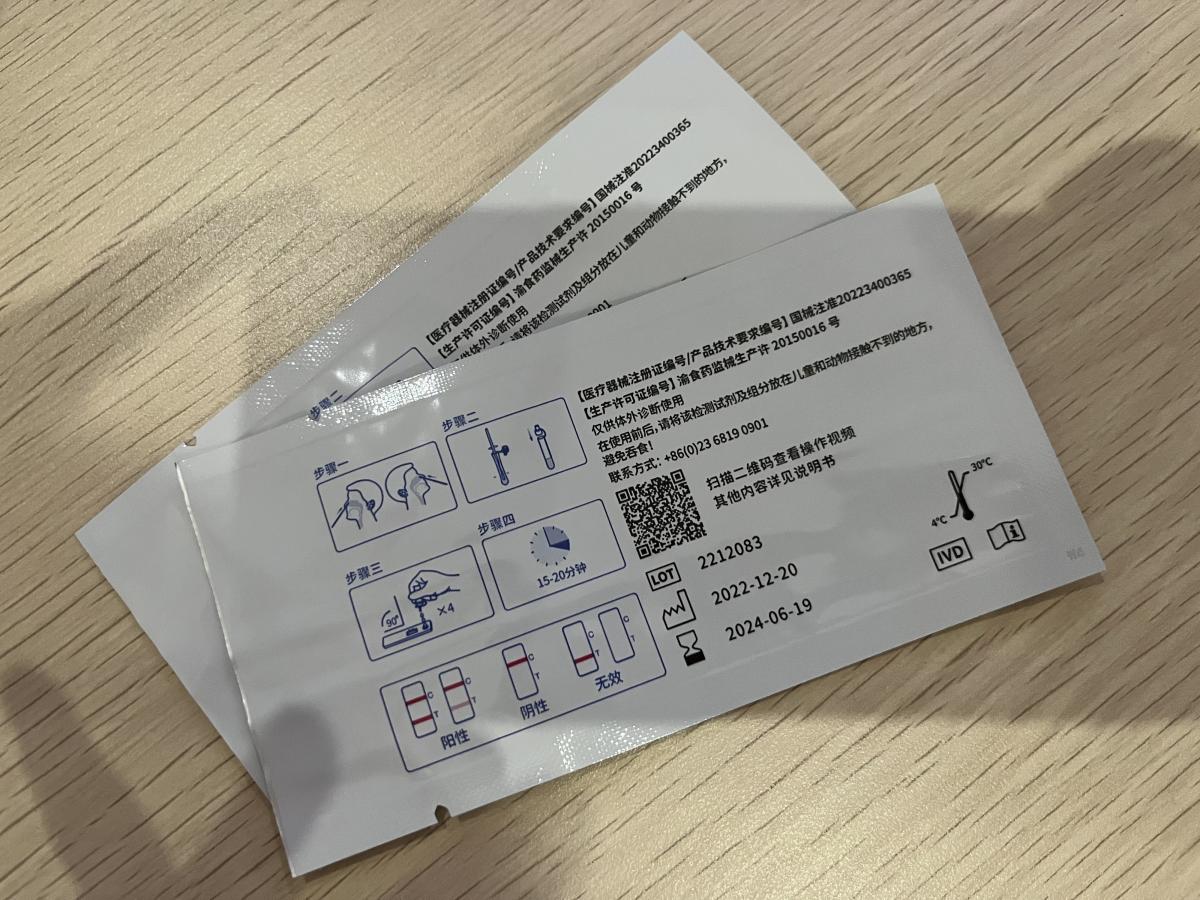 【医疗器械注册证编号/产品技术要求编号】国械注准20223400365
【生产许可证编号】渝食药监械生产许 20150016 号
供体外诊断使用
请将该检测试剂及组分放在儿童和动物接触不到的地方，
0901
步骤二
【医疗器械注册证编号/产品技术要求编号】国械注准20223400365
【生产许可证编号】渝食药监械生产许 20150016 号
仅供体外诊断使用
在使用前后，请将该检测试剂及组分放在儿童和动物接触不到的地方，
避免吞食！
联系方式：+86(0)23 6819 0901
扫描二维码查看操作视频
其他内容详见说明书
步骤一
步骤二
步骤三
90°
×4
步骤四
15-20分钟
C
T
C
T
阳性
C
T
阴性
C
T
C
T
无效
LOT 2212083
2022-12-20
2024-06-19
4°C
30°C
IVD
i